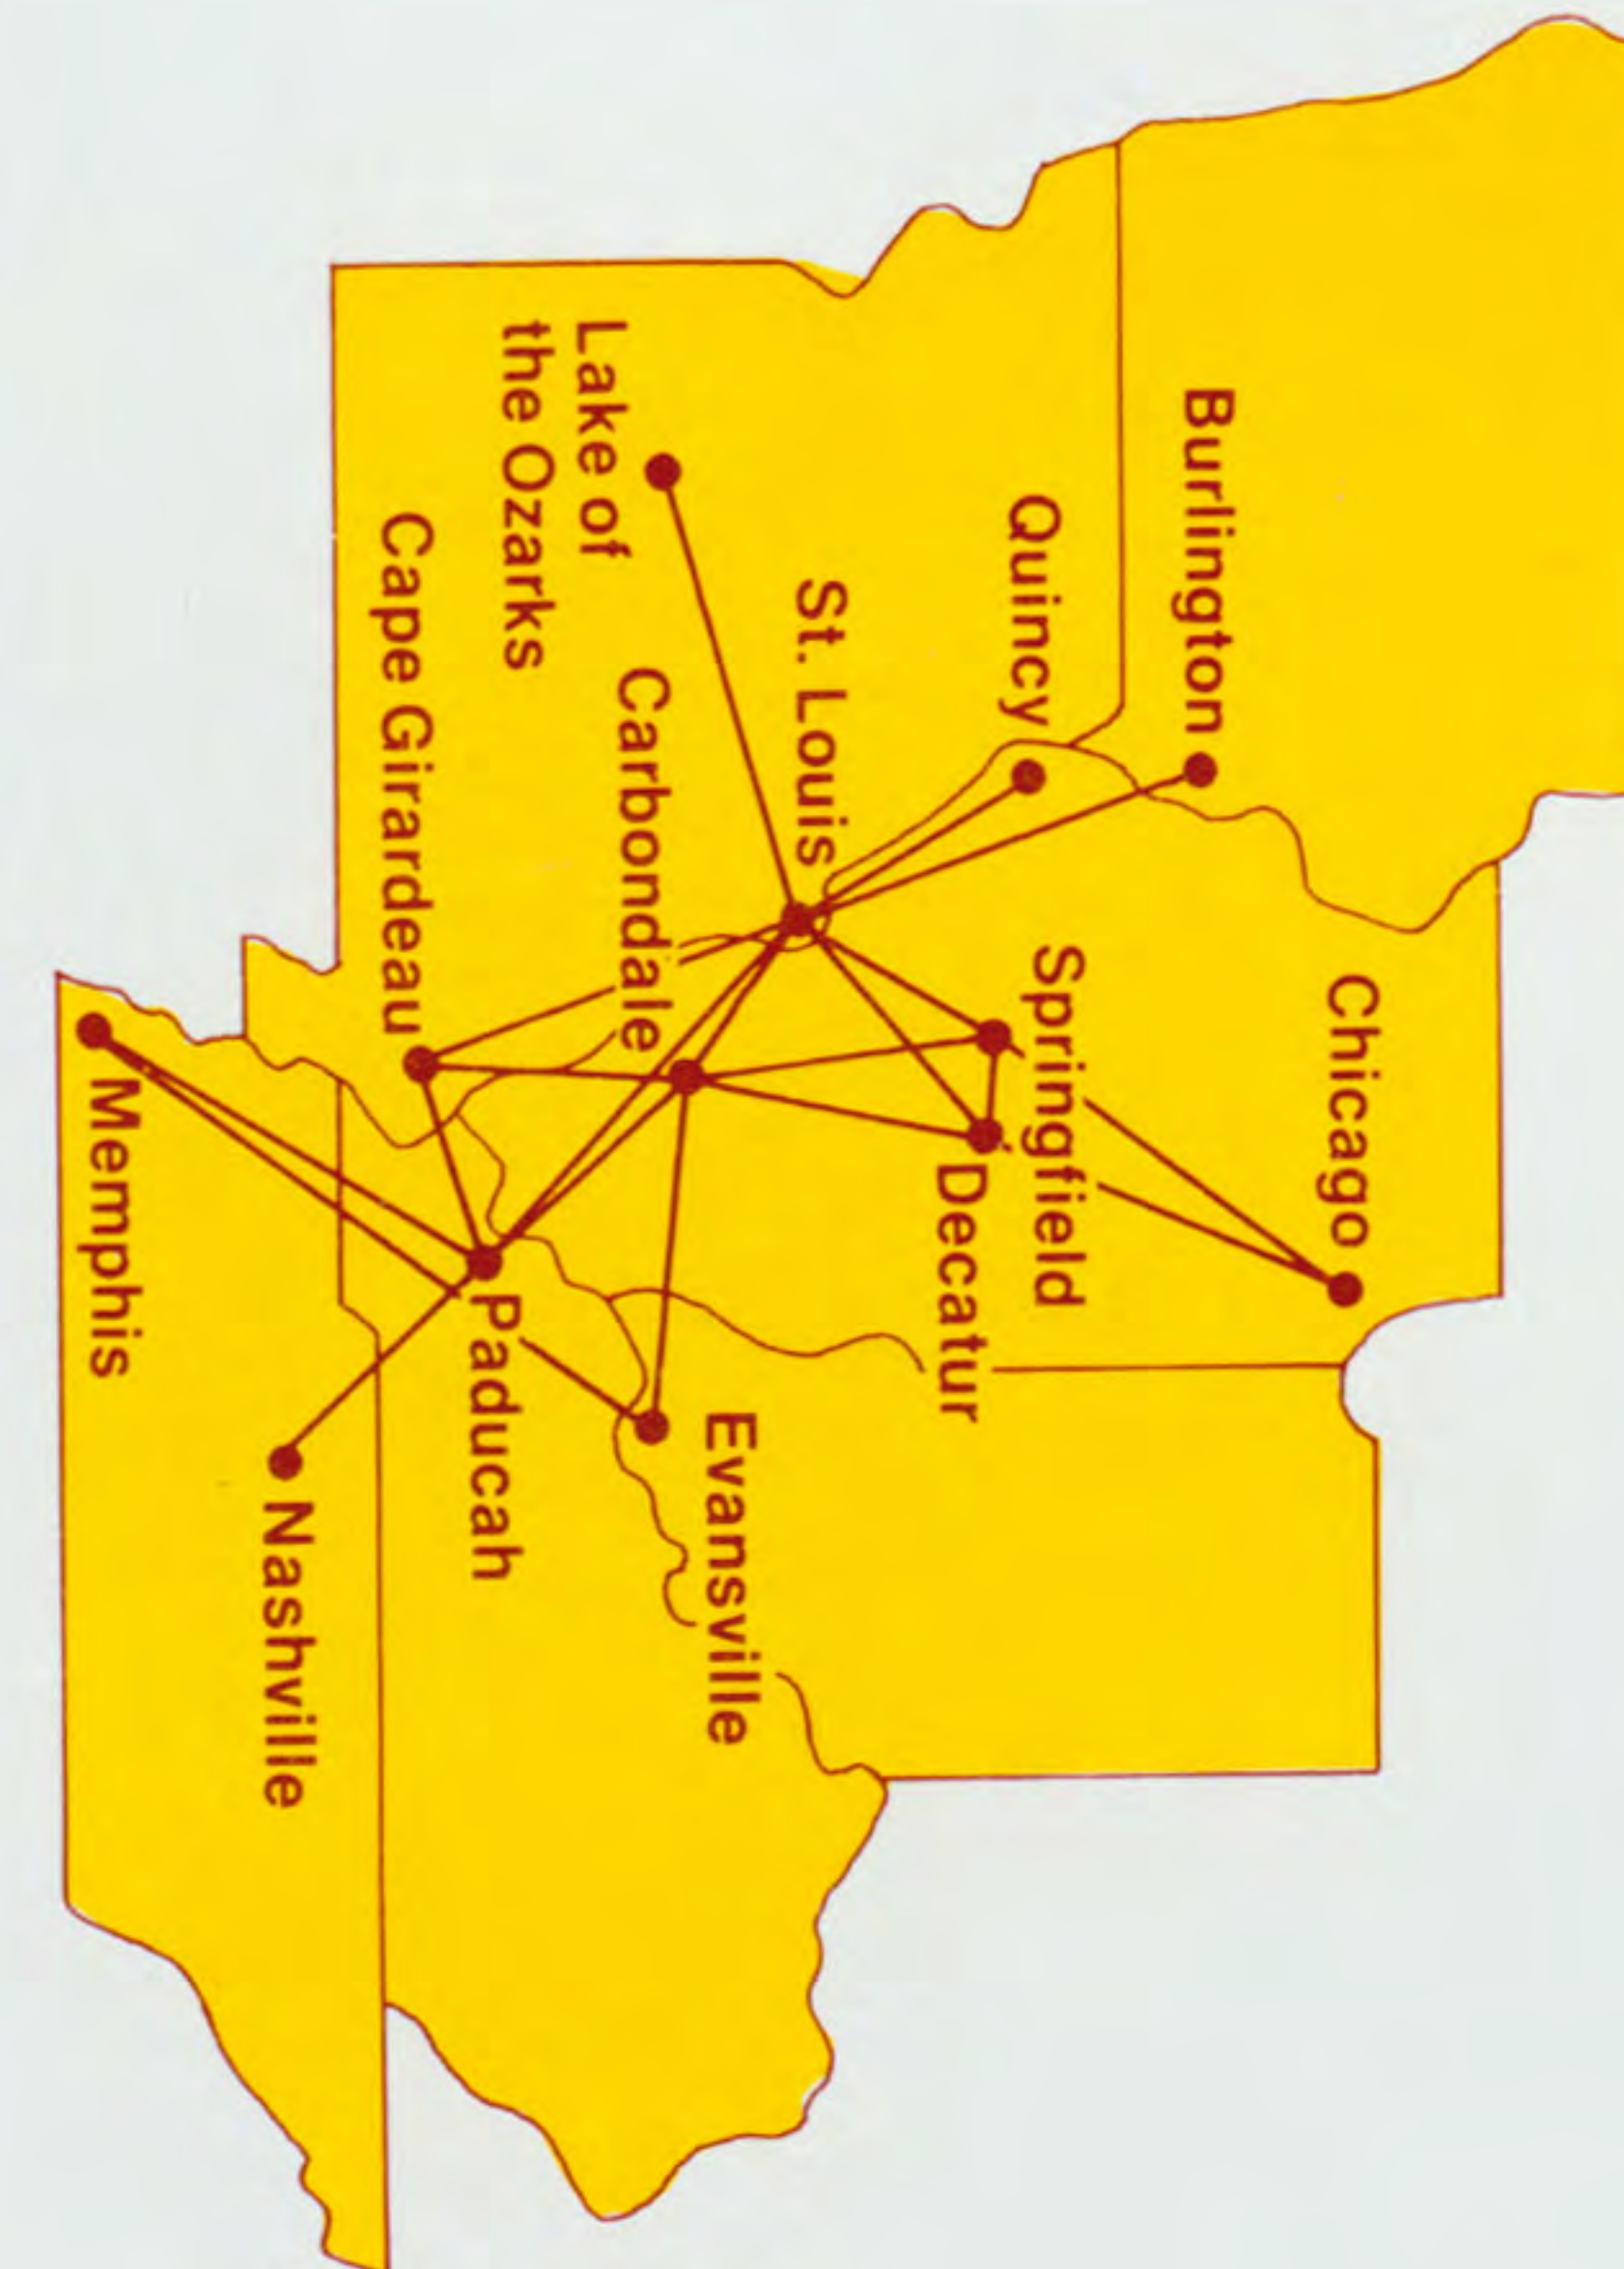 Burlington
Chicago
Quincy
Springfield
Decatur
St. Louis
Lake of
the Ozarks
Carbondale
Evansville
Cape Girardeau
Paducah
Nashville
Memphis